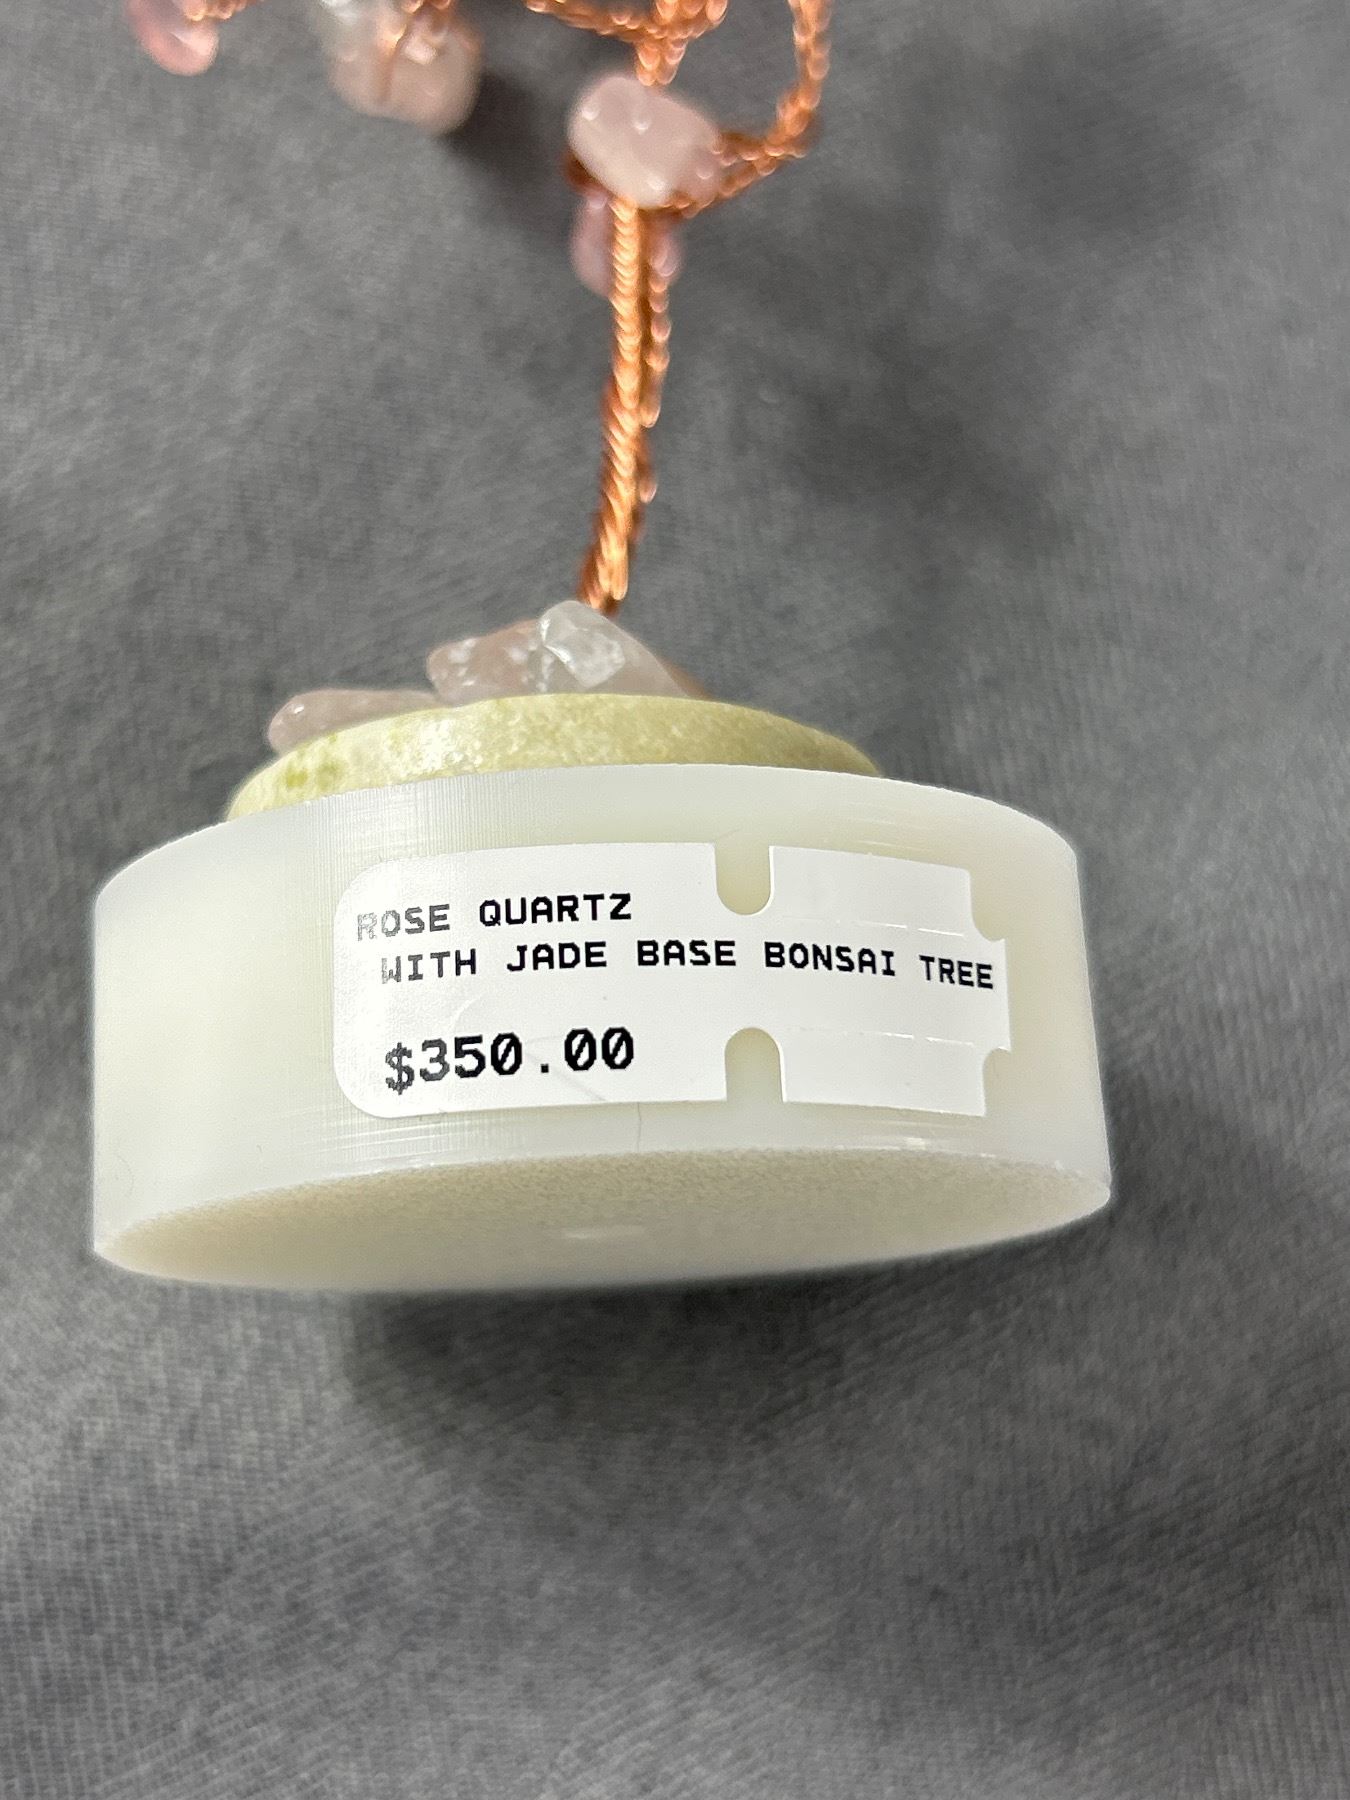 ROSE QUARTZ
WITH JADE BASE BONSAI TREE
$350.00